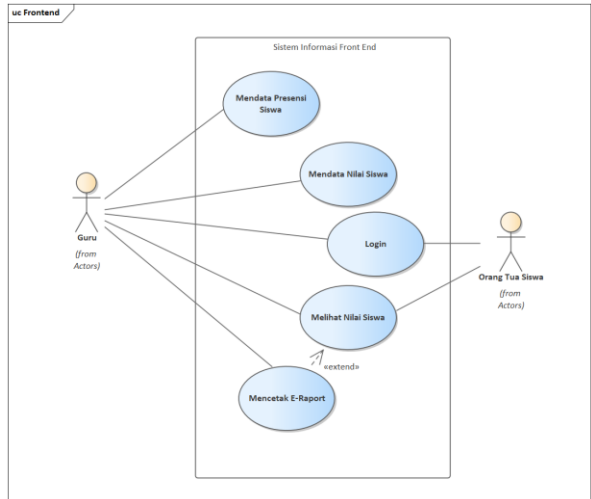 uc Frontend
Sistem Informasi Front End
Mendata Presensi
Siswa
Mendata Nilai Siswa
Guru
(from
Actors)
Login
Orang Tua Siswa
(from
Actors)
Melihat Nilai Siswa
«extend»
Mencetak E-Raport